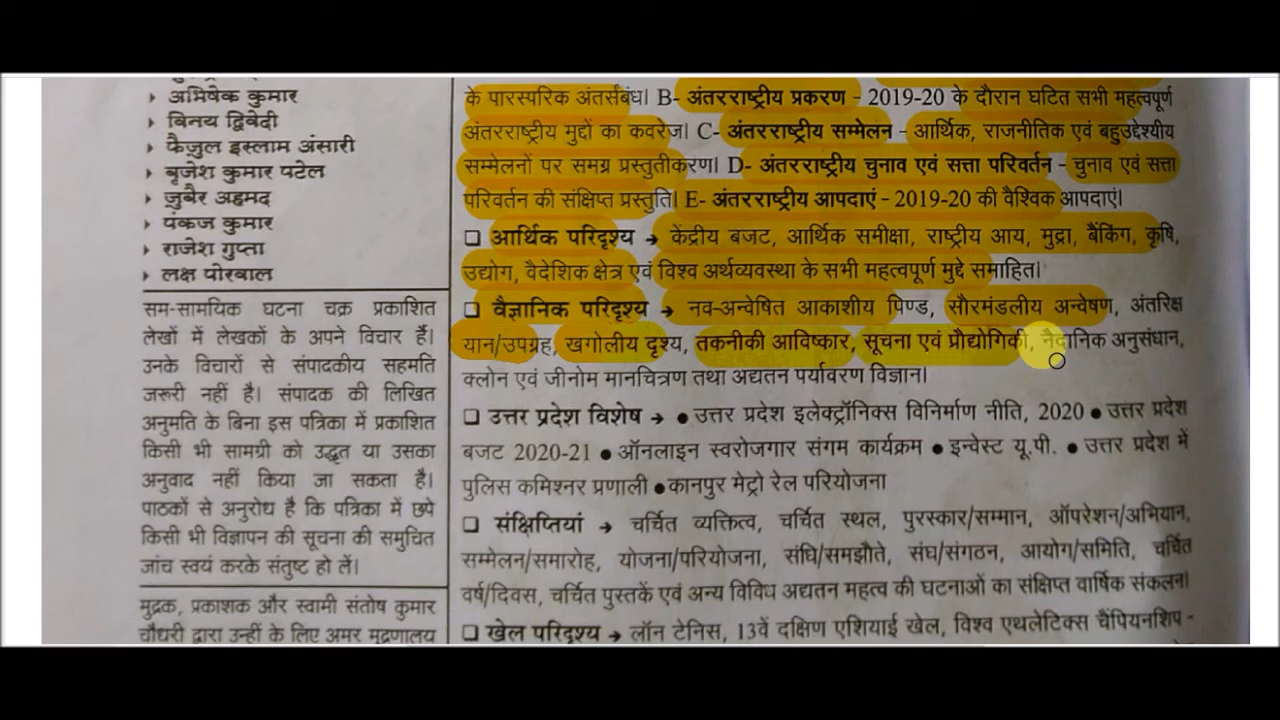 › अभिषेक कुमार
› विनय द्विवेदी
› फैज़ुल इस्लाम अंसारी
› बृजेश कुमार पटेल
› ज़ुबैर अहमद
› पंकज कुमार
› राजेश गुप्ता
› लक्ष पोरवाल
सम-सामयिक घटना चक्र प्रकाशित
लेखों में लेखकों के अपने विचार हैं।
उनके विचारों से संपादकीय सहमति
जरूरी नहीं है। संपादक की लिखित
अनुमति के बिना इस पत्रिका में प्रकाशित
किसी भी सामग्री को उद्धृत या उसका
अनुवाद नहीं किया जा सकता है।
पाठकों से अनुरोध है कि पत्रिका में छपे
किसी भी विज्ञापन की सूचना की समुचित
जांच स्वयं करके संतुष्ट हो लें।
मुद्रक, प्रकाशक और स्वामी संतोष कुमार
चौधरी द्वारा उन्हीं के लिए अमर मुद्रणालय
के पारस्परिक अंतर्संबंध। B- अंतरराष्ट्रीय प्रकरण - 2019-20 के दौरान घटित सभी महत्वपूर्ण
अंतरराष्ट्रीय मुद्दों का कवरेज। C- अंतरराष्ट्रीय सम्मेलन - आर्थिक, राजनीतिक एवं बहुउद्देश्यीय
सम्मेलनों पर समग्र प्रस्तुतीकरण। D- अंतरराष्ट्रीय चुनाव एवं सत्ता परिवर्तन - चुनाव एवं सत्ता
परिवर्तन की संक्षिप्त प्रस्तुति। E- अंतरराष्ट्रीय आपदाएं - 2019-20 की वैश्विक आपदाएं।
❑ आर्थिक परिदृश्य → केंद्रीय बजट, आर्थिक समीक्षा, राष्ट्रीय आय, मुद्रा, बैंकिंग, कृषि,
उद्योग, वैदेशिक क्षेत्र एवं विश्व अर्थव्यवस्था के सभी महत्वपूर्ण मुद्दे समाहित।
❑ वैज्ञानिक परिदृश्य → नव-अन्वेषित आकाशीय पिण्ड, सौरमंडलीय अन्वेषण, अंतरिक्ष
यान/उपग्रह, खगोलीय दृश्य, तकनीकी आविष्कार, सूचना एवं प्रौद्योगिकी, नैदानिक अनुसंधान,
क्लोन एवं जीनोम मानचित्रण तथा अद्यतन पर्यावरण विज्ञान।
❑ उत्तर प्रदेश विशेष → ● उत्तर प्रदेश इलेक्ट्रॉनिक्स विनिर्माण नीति, 2020 ● उत्तर प्रदेश
बजट 2020-21 ● ऑनलाइन स्वरोजगार संगम कार्यक्रम ● इन्वेस्ट यू.पी. ● उत्तर प्रदेश में
पुलिस कमिश्नर प्रणाली ● कानपुर मेट्रो रेल परियोजना
❑ संक्षिप्तियां → चर्चित व्यक्तित्व, चर्चित स्थल, पुरस्कार/सम्मान, ऑपरेशन/अभियान,
सम्मेलन/समारोह, योजना/परियोजना, संधि/समझौते, संघ/संगठन, आयोग/समिति, चर्चित
वर्ष/दिवस, चर्चित पुस्तकें एवं अन्य विविध अद्यतन महत्व की घटनाओं का संक्षिप्त वार्षिक संकलन।
❑ खेल परिदृश्य → लॉन टेनिस, 13वें दक्षिण एशियाई खेल, विश्व एथलेटिक्स चैंपियनशिप -